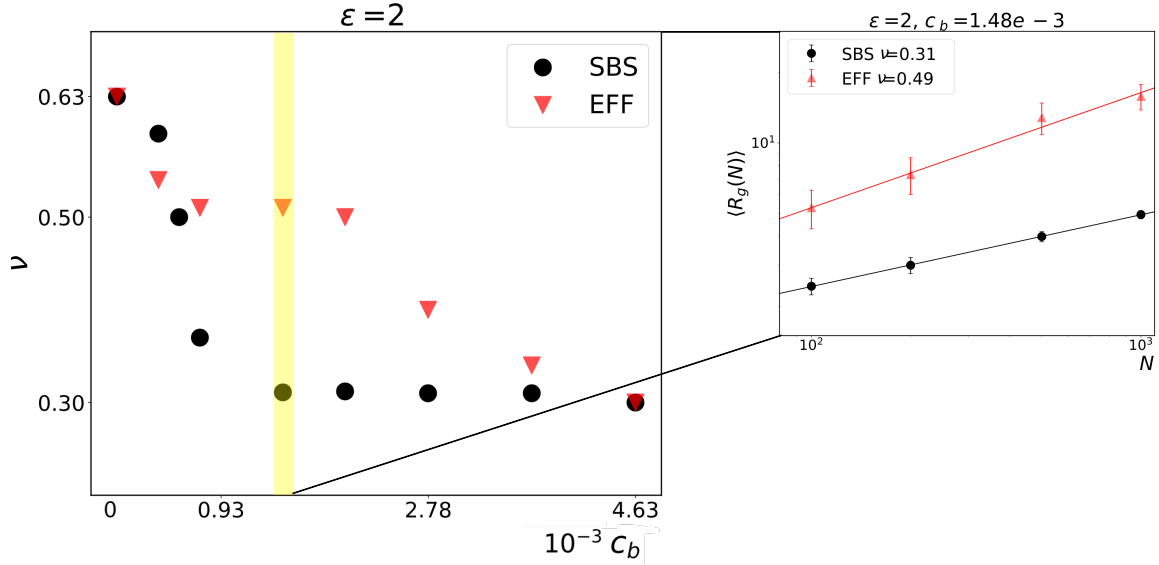 ε =2
SBS
EFF
0.63
0.50
0.30
ν
0
0.93
2.78
4.63
10⁻³ c_b
ε=2, c_b=1.48e −3
SBS ν=0.31
EFF ν=0.49
10¹
⟨R_g(N)⟩
10²
10³
N